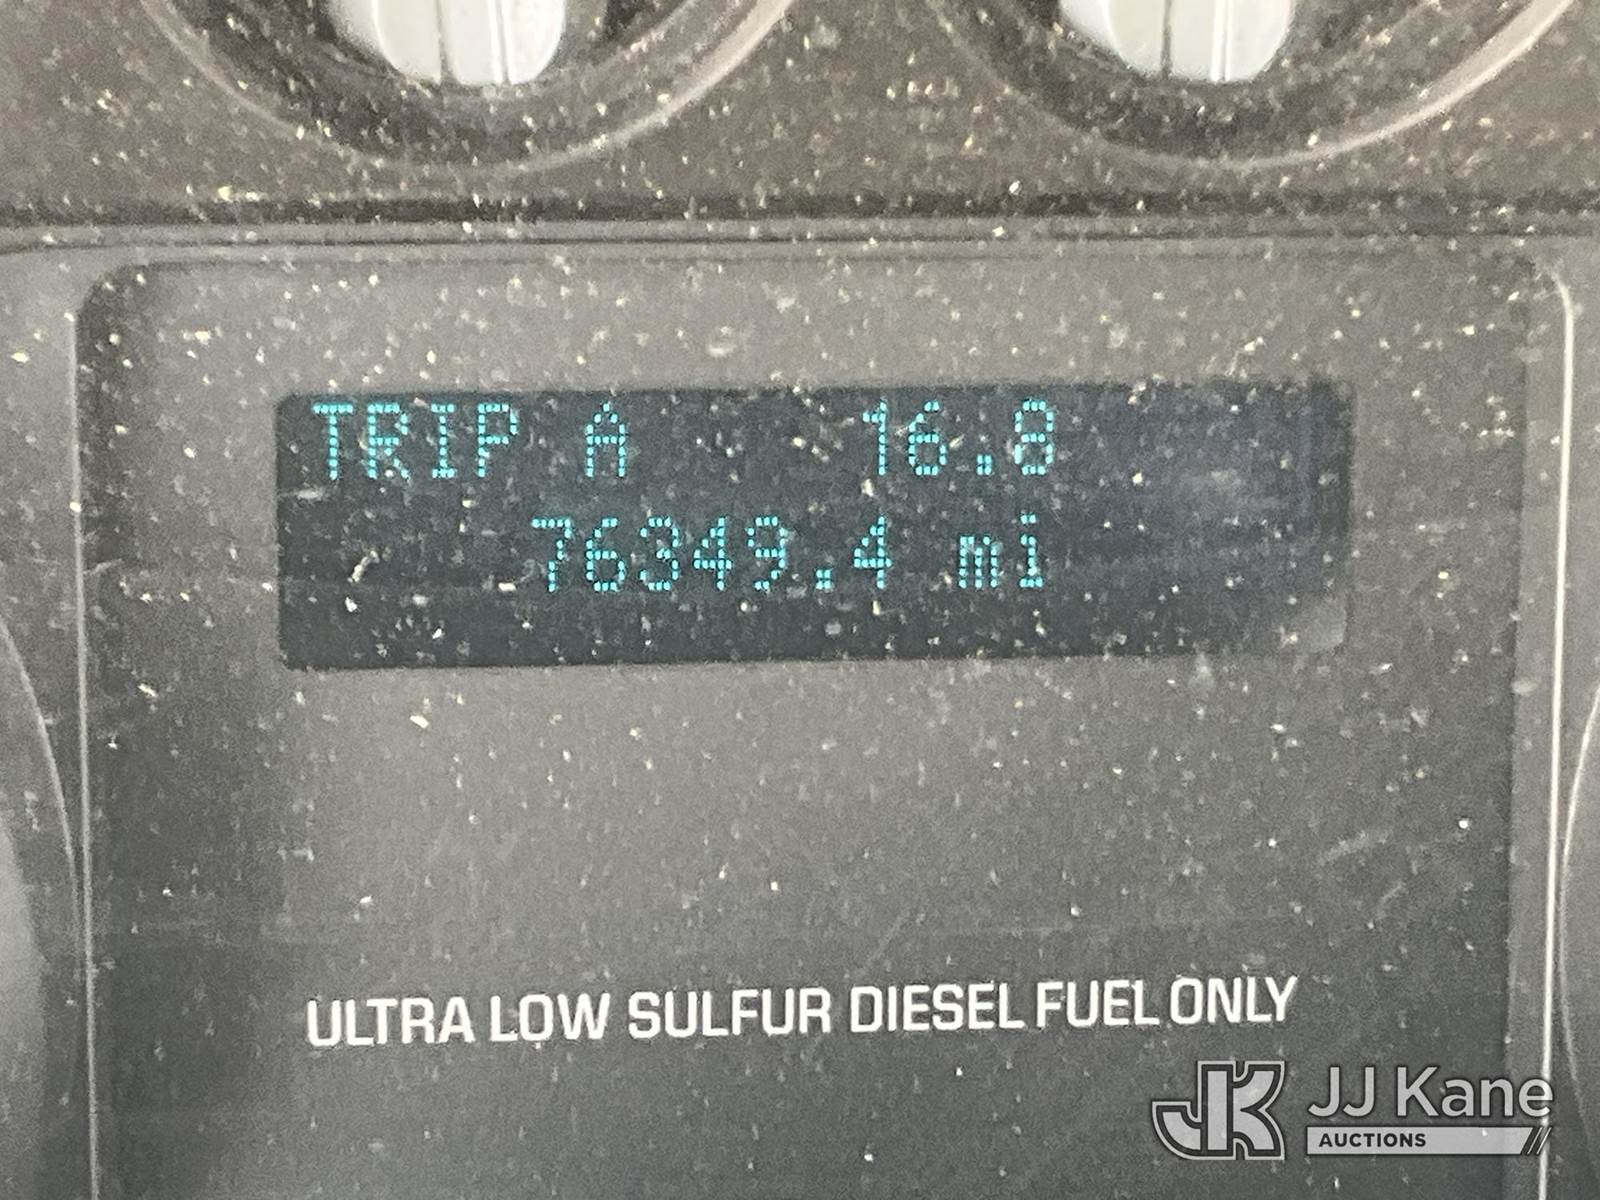 TRIP A 16.8
76349.4 mi
ULTRA LOW SULFUR DIESEL FUEL ONLY
JK JJ Kane
AUCTIONS